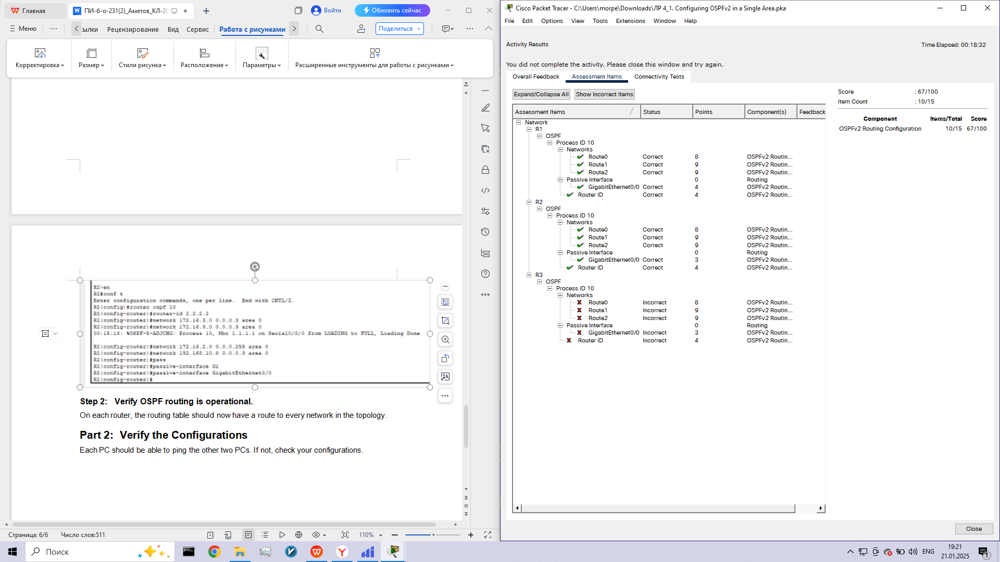 Главная
ПИ-б-о-231(2)_Аметов_КЛ-20
Войти
Обновить сейчас
Меню
сылки
Рецензирование
Вид
Сервис
Работа с рисунками
Поделиться
Корректировка
Размер
Стили рисунка
Расположение
Параметры
Расширенные инструменты для работы с рисунками
R2>en
R2#conf t
Enter configuration commands, one per line. End with CNTL/Z.
R2(config)#router ospf 10
R2(config-router)#router-id 2.2.2.2
R2(config-router)#network 172.16.3.0 0.0.0.3 area 0
R2(config-router)#network 172.16.3.0 0.0.0.3 area 0
00:15:13: %OSPF-5-ADJCHG: Process 10, Nbr 1.1.1.1 on Serial0/0/0 from LOADING to FULL, Loading Done
R2(config-router)#network 172.16.2.0 0.0.0.255 area 0
R2(config-router)#network 192.168.10.8 0.0.0.3 area 0
R2(config-router)#pass
R2(config-router)#passive-interface Gi
R2(config-router)#passive-interface GigabitEthernet0/0
R2(config-router)#
Step 2: Verify OSPF routing is operational.
On each router, the routing table should now have a route to every network in the topology.
Part 2: Verify the Configurations
Each PC should be able to ping the other two PCs. If not, check your configurations.
Страница: 6/6
Число слов:511
110%
Cisco Packet Tracer - C:\Users\morpe\Downloads\ЛР 4_1. Configuring OSPFv2 in a Single Area.pka
File Edit Options View Tools Extensions Window Help
Activity Results
Time Elapsed: 00:18:32
You did not complete the activity. Please close this window and try again.
Overall Feedback Assessment Items Connectivity Tests
Expand/Collapse All Show Incorrect Items
Assessment Items Status Points Component(s) Feedback
Network
R1
OSPF
Process ID 10
Networks
Route0 Correct 8 OSPFv2 Routin...
Route1 Correct 9 OSPFv2 Routin...
Route2 Correct 9 OSPFv2 Routin...
Passive Interface 0 Routing
GigabitEthernet0/0 Correct 4 OSPFv2 Routin...
Router ID Correct 4 OSPFv2 Routin...
R2
OSPF
Process ID 10
Networks
Route0 Correct 8 OSPFv2 Routin...
Route1 Correct 9 OSPFv2 Routin...
Route2 Correct 9 OSPFv2 Routin...
Passive Interface 0 Routing
GigabitEthernet0/0 Correct 3 OSPFv2 Routin...
Router ID Correct 4 OSPFv2 Routin...
R3
OSPF
Process ID 10
Networks
Route0 Incorrect 8 OSPFv2 Routin...
Route1 Incorrect 9 OSPFv2 Routin...
Route2 Incorrect 9 OSPFv2 Routin...
Passive Interface 0 Routing
GigabitEthernet0/0 Incorrect 3 OSPFv2 Routin...
Router ID Incorrect 4 OSPFv2 Routin...
Score : 67/100
Item Count : 10/15
Component Items/Total Score
OSPFv2 Routing Configuration 10/15 67/100
Close
Поиск
ENG
19:21
21.01.2025
1